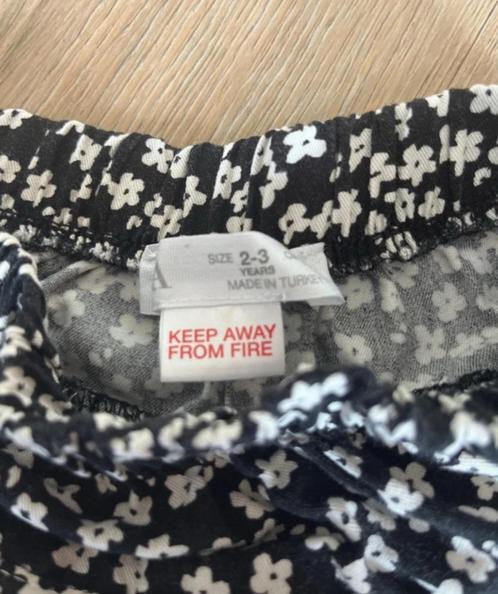 A
SIZE 2-3
YEARS
MADE IN TURKEY
KEEP AWAY
FROM FIRE